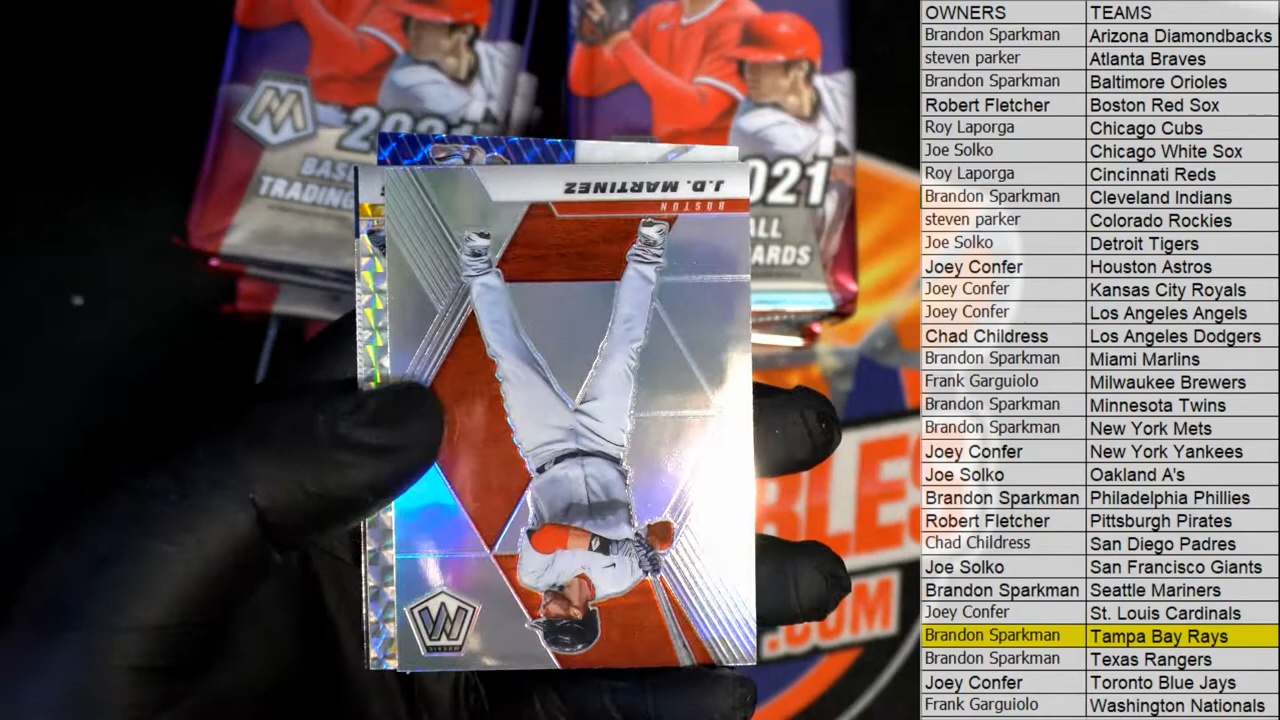 OWNERS TEAMS
Brandon Sparkman Arizona Diamondbacks
steven parker Atlanta Braves
Brandon Sparkman Baltimore Orioles
Robert Fletcher Boston Red Sox
Roy Laporga Chicago Cubs
Joe Solko Chicago White Sox
Roy Laporga Cincinnati Reds
Brandon Sparkman Cleveland Indians
steven parker Colorado Rockies
Joe Solko Detroit Tigers
Joey Confer Houston Astros
Joey Confer Kansas City Royals
Joey Confer Los Angeles Angels
Chad Childress Los Angeles Dodgers
Brandon Sparkman Miami Marlins
Frank Garguiolo Milwaukee Brewers
Brandon Sparkman Minnesota Twins
Brandon Sparkman New York Mets
Joey Confer New York Yankees
Joe Solko Oakland A's
Brandon Sparkman Philadelphia Phillies
Robert Fletcher Pittsburgh Pirates
Chad Childress San Diego Padres
Joe Solko San Francisco Giants
Brandon Sparkman Seattle Mariners
Joey Confer St. Louis Cardinals
Brandon Sparkman Tampa Bay Rays
Brandon Sparkman Texas Rangers
Joey Confer Toronto Blue Jays
Frank Garguiolo Washington Nationals
J.D. MARTINEZ
BOSTON
MOSAIC
202
BAS
TRADING
021
ALL
ARDS
BLES
.COM